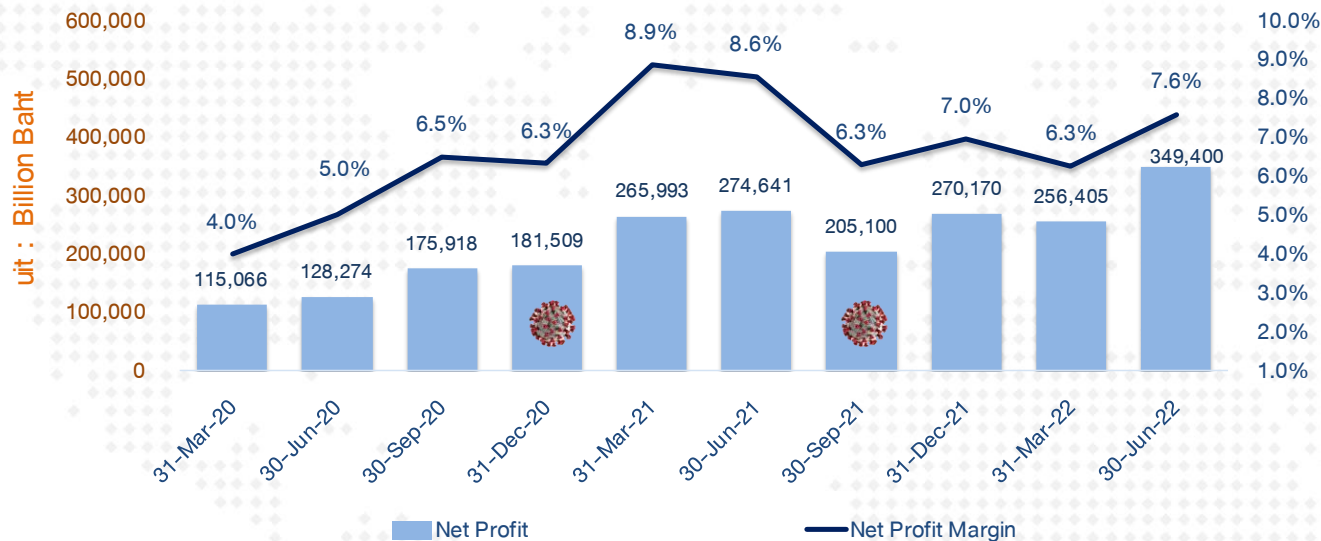 uit : Billion Baht
600,000
500,000
400,000
300,000
200,000
100,000
0
10.0%
9.0%
8.0%
7.0%
6.0%
5.0%
4.0%
3.0%
2.0%
1.0%
4.0%
5.0%
6.5%
6.3%
8.9%
8.6%
6.3%
7.0%
6.3%
7.6%
115,066
128,274
175,918
181,509
265,993
274,641
205,100
270,170
256,405
349,400
31-Mar-20
30-Jun-20
30-Sep-20
31-Dec-20
31-Mar-21
30-Jun-21
30-Sep-21
31-Dec-21
31-Mar-22
30-Jun-22
Net Profit
Net Profit Margin